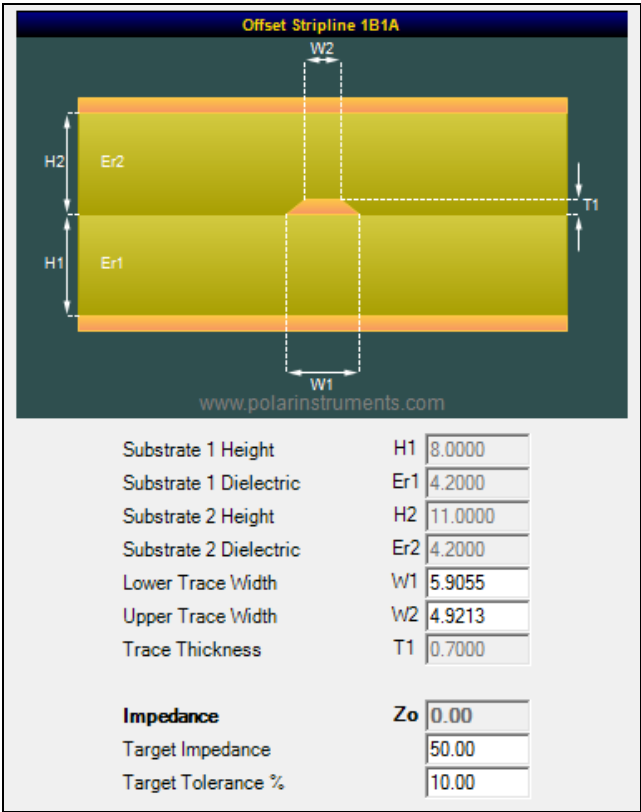 Offset Stripline 1B1A
W2
H2
Er2
T1
H1
Er1
W1
www.polarinstruments.com
Substrate 1 Height H1 8.0000
Substrate 1 Dielectric Er1 4.2000
Substrate 2 Height H2 11.0000
Substrate 2 Dielectric Er2 4.2000
Lower Trace Width W1 5.9055
Upper Trace Width W2 4.9213
Trace Thickness T1 0.7000
Impedance Zo 0.00
Target Impedance 50.00
Target Tolerance % 10.00